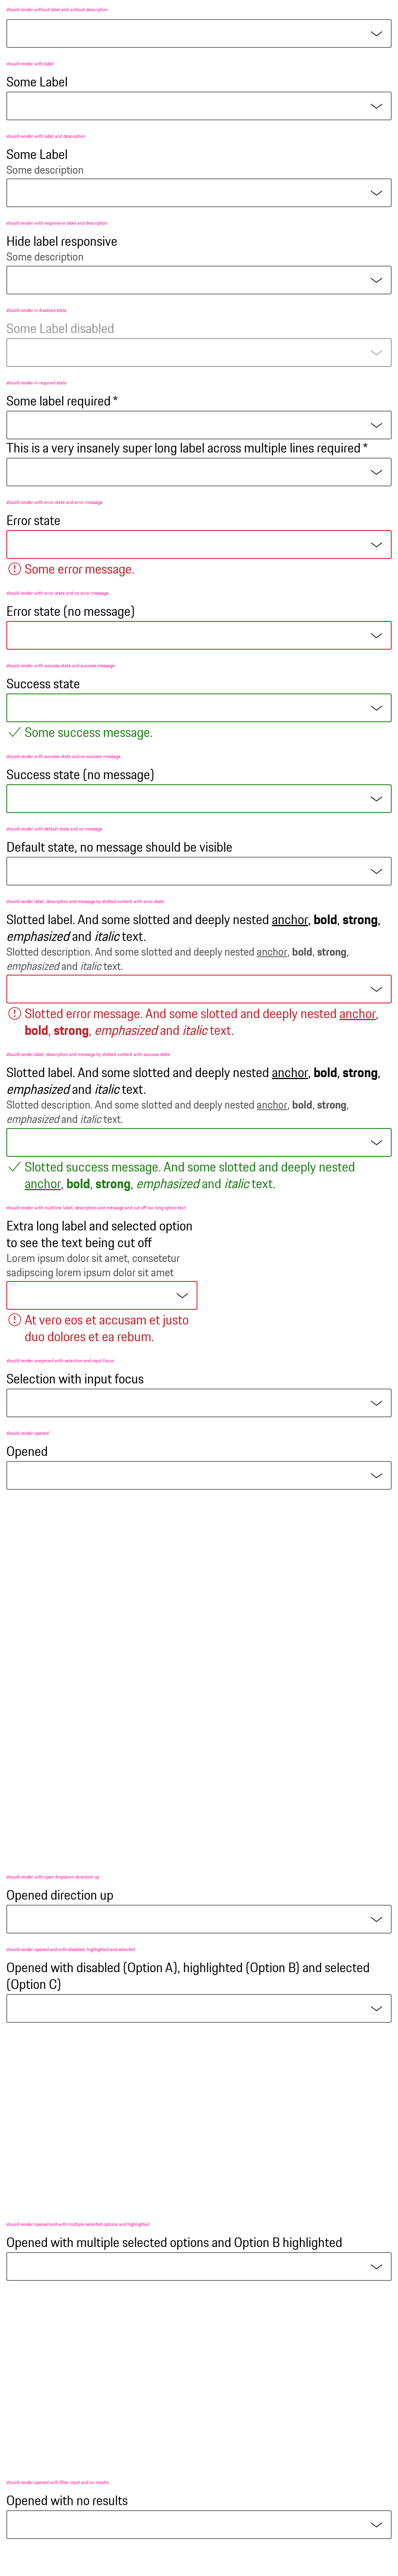 should render without label and without description
should render with label
Some Label
should render with label and description
Some Label
Some description
should render with responsive label and description
Hide label responsive
Some description
should render in disabled state
Some Label disabled
should render in required state
Some label required *
This is a very insanely super long label across multiple lines required *
should render with error state and error message
Error state
Some error message.
should render with error state and no error message
Error state (no message)
should render with success state and success message
Success state
Some success message.
should render with success state and no success message
Success state (no message)
should render with default state and no message
Default state, no message should be visible
should render label, description and message by slotted content with error state
Slotted label. And some slotted and deeply nested anchor, bold, strong,
emphasized and italic text.
Slotted description. And some slotted and deeply nested anchor, bold, strong,
emphasized and italic text.
Slotted error message. And some slotted and deeply nested anchor,
bold, strong, emphasized and italic text.
should render label, description and message by slotted content with success state
Slotted label. And some slotted and deeply nested anchor, bold, strong,
emphasized and italic text.
Slotted description. And some slotted and deeply nested anchor, bold, strong,
emphasized and italic text.
Slotted success message. And some slotted and deeply nested
anchor, bold, strong, emphasized and italic text.
should render with multiline label, description and message and cut off too long option text
Extra long label and selected option
to see the text being cut off
Lorem ipsum dolor sit amet, consetetur
sadipscing lorem ipsum dolor sit amet
At vero eos et accusam et justo
duo dolores et ea rebum.
should render unopened with selection and input focus
Selection with input focus
should render opened
Opened
should render with open dropdown direction up
Opened direction up
should render opened and with disabled, highlighted and selected
Opened with disabled (Option A), highlighted (Option B) and selected
(Option C)
should render opened and with multiple selected options and highlighted
Opened with multiple selected options and Option B highlighted
should render opened with filter input and no results
Opened with no results